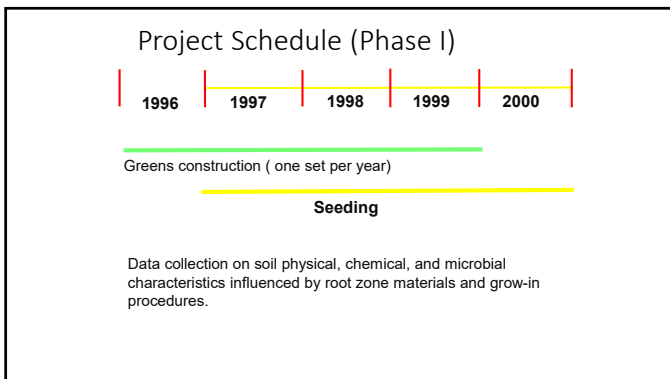 Project Schedule (Phase I)
1996 1997 1998 1999 2000
Greens construction ( one set per year)
Seeding
Data collection on soil physical, chemical, and microbial
characteristics influenced by root zone materials and grow-in
procedures.